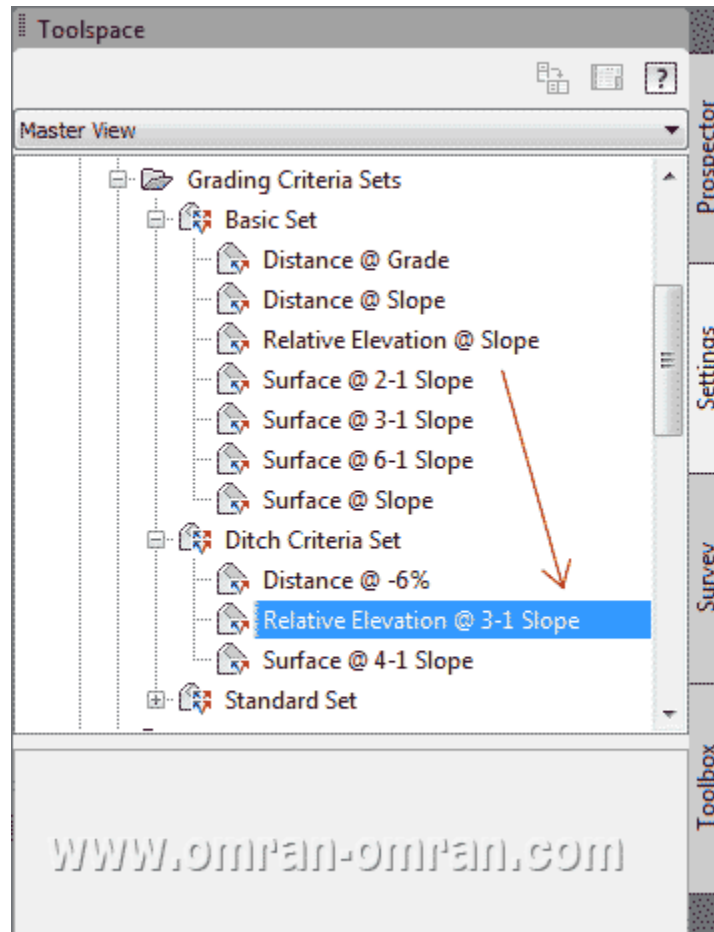 Toolspace
?
Master View
Grading Criteria Sets
Basic Set
Distance @ Grade
Distance @ Slope
Relative Elevation @ Slope
Surface @ 2-1 Slope
Surface @ 3-1 Slope
Surface @ 6-1 Slope
Surface @ Slope
Ditch Criteria Set
Distance @ -6%
Relative Elevation @ 3-1 Slope
Surface @ 4-1 Slope
Standard Set
Prospector
Settings
Survey
Toolbox
www.omran-omran.com